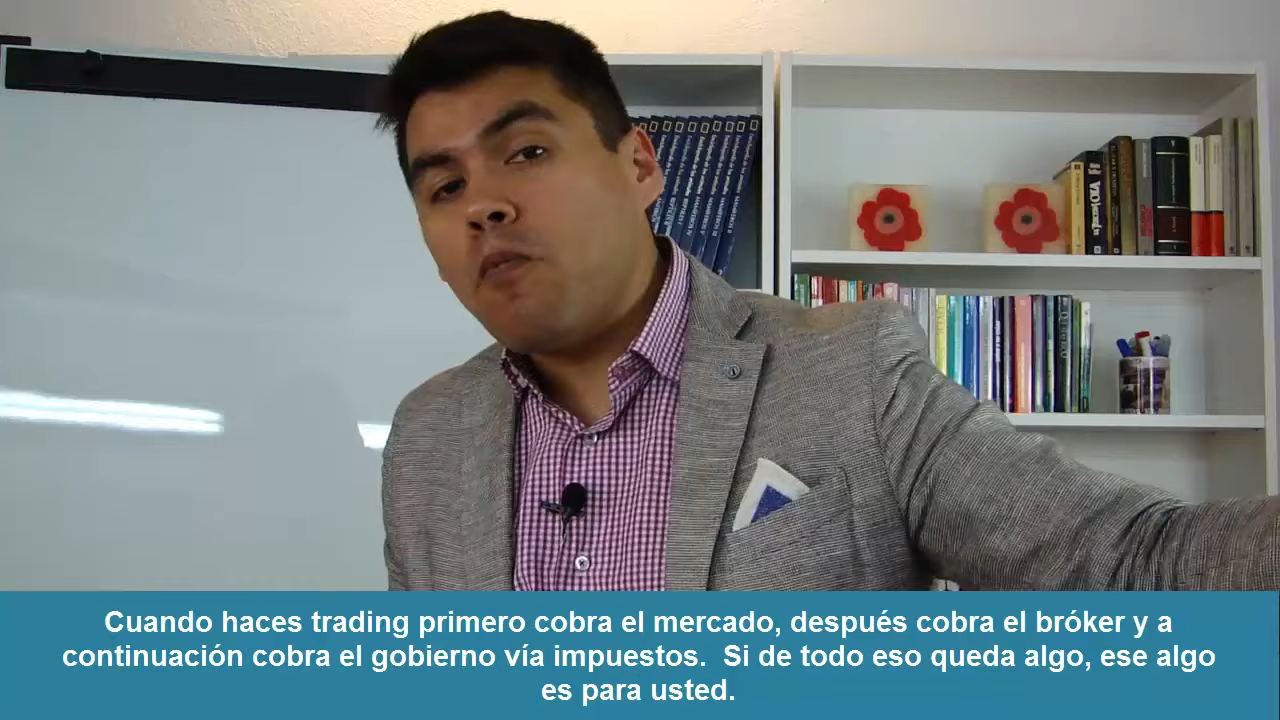 Cuando haces trading primero cobra el mercado, después cobra el bróker y a
continuación cobra el gobierno vía impuestos.  Si de todo eso queda algo, ese algo
es para usted.